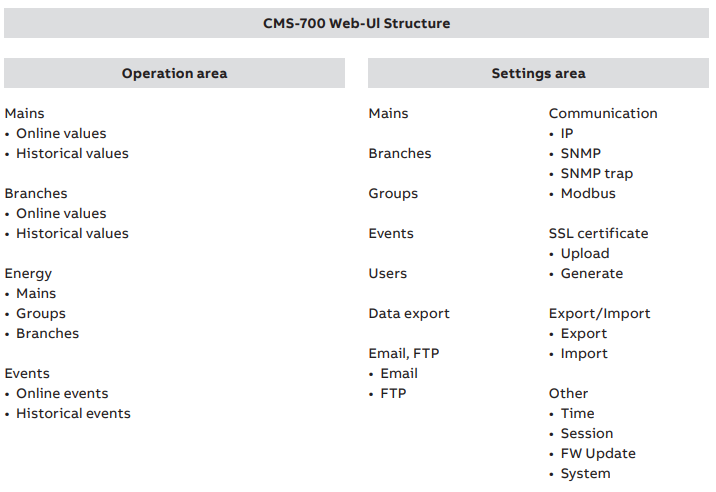 CMS-700 Web-UI Structure
Operation area
Mains
• Online values
• Historical values
Branches
• Online values
• Historical values
Energy
• Mains
• Groups
• Branches
Events
• Online events
• Historical events
Settings area
Mains
Branches
Groups
Events
Users
Data export
Email, FTP
• Email
• FTP
Communication
• IP
• SNMP
• SNMP trap
• Modbus
SSL certificate
• Upload
• Generate
Export/Import
• Export
• Import
Other
• Time
• Session
• FW Update
• System